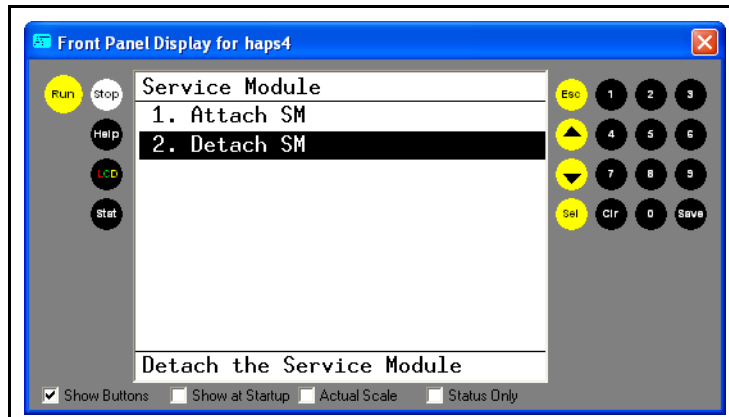 Front Panel Display for haps4
Run Stop
Help
LCD
Stat
Service Module
1. Attach SM
2. Detach SM
Detach the Service Module
Esc 1 2 3
4 5 6
7 8 9
Sel Clr 0 Save
Show Buttons Show at Startup Actual Scale Status Only